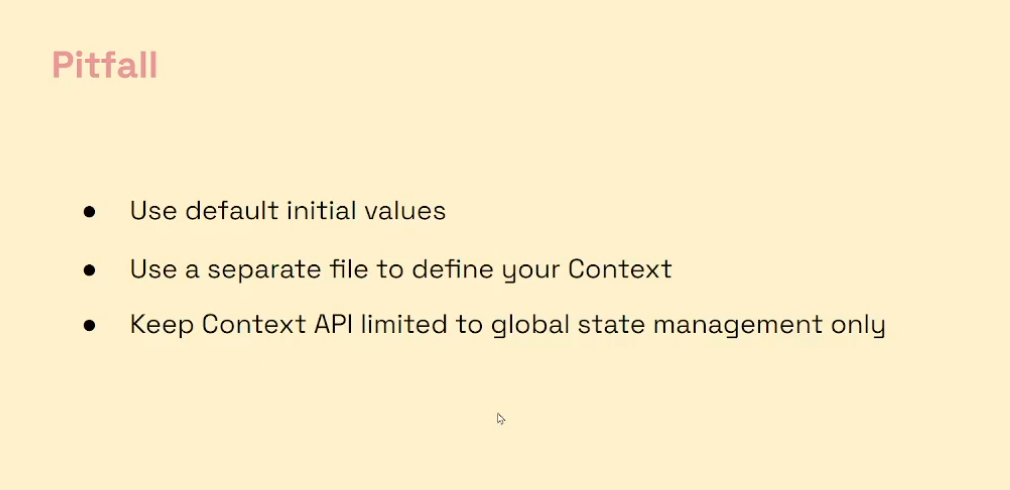 Pitfall
● Use default initial values
● Use a separate file to define your Context
● Keep Context API limited to global state management only